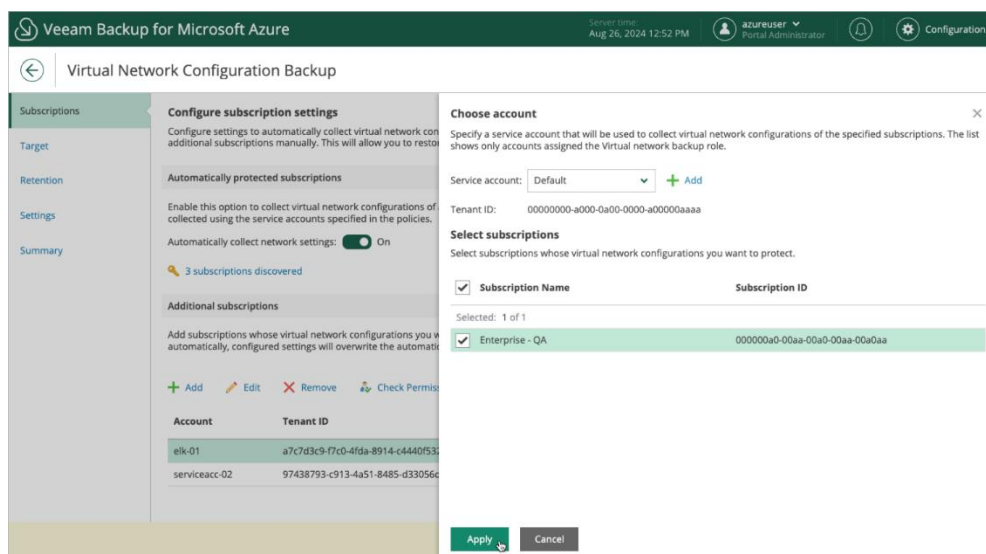 Veeam Backup for Microsoft Azure
Server time:
Aug 26, 2024 12:52 PM
azureuser
Portal Administrator
Configuration
Virtual Network Configuration Backup
Subscriptions
Target
Retention
Settings
Summary
Configure subscription settings
Configure settings to automatically collect virtual network con
additional subscriptions manually. This will allow you to resto
Automatically protected subscriptions
Enable this option to collect virtual network configurations of
collected using the service accounts specified in the policies.
Automatically collect network settings: On
3 subscriptions discovered
Additional subscriptions
Add subscriptions whose virtual network configurations you w
automatically, configured settings will overwrite the automati
Add Edit Remove Check Permiss
Account Tenant ID
elk-01 a7c7d3c9-f7c0-4fda-8914-c4440f532
serviceacc-02 97438793-c913-4a51-8485-d33056c
Choose account
Specify a service account that will be used to collect virtual network configurations of the specified subscriptions. The list
shows only accounts assigned the Virtual network backup role.
Service account: Default Add
Tenant ID: 00000000-a000-0a00-0000-a00000aaaa
Select subscriptions
Select subscriptions whose virtual network configurations you want to protect.
Subscription Name Subscription ID
Selected: 1 of 1
Enterprise - QA 000000a0-00aa-00a0-00aa-00a0aa
Apply Cancel